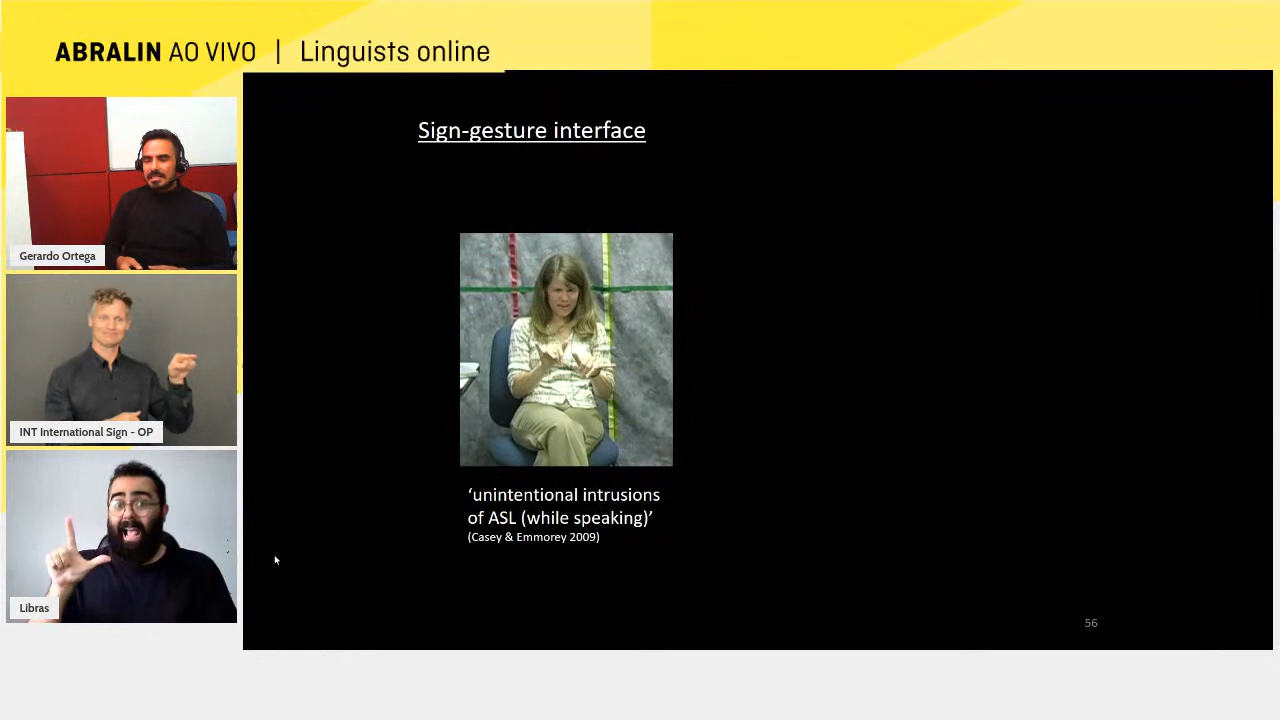 ABRALIN AO VIVO | Linguists online
Sign-gesture interface
Gerardo Ortega
INT International Sign - OP
Libras
‘unintentional intrusions
of ASL (while speaking)’
(Casey & Emmorey 2009)
56